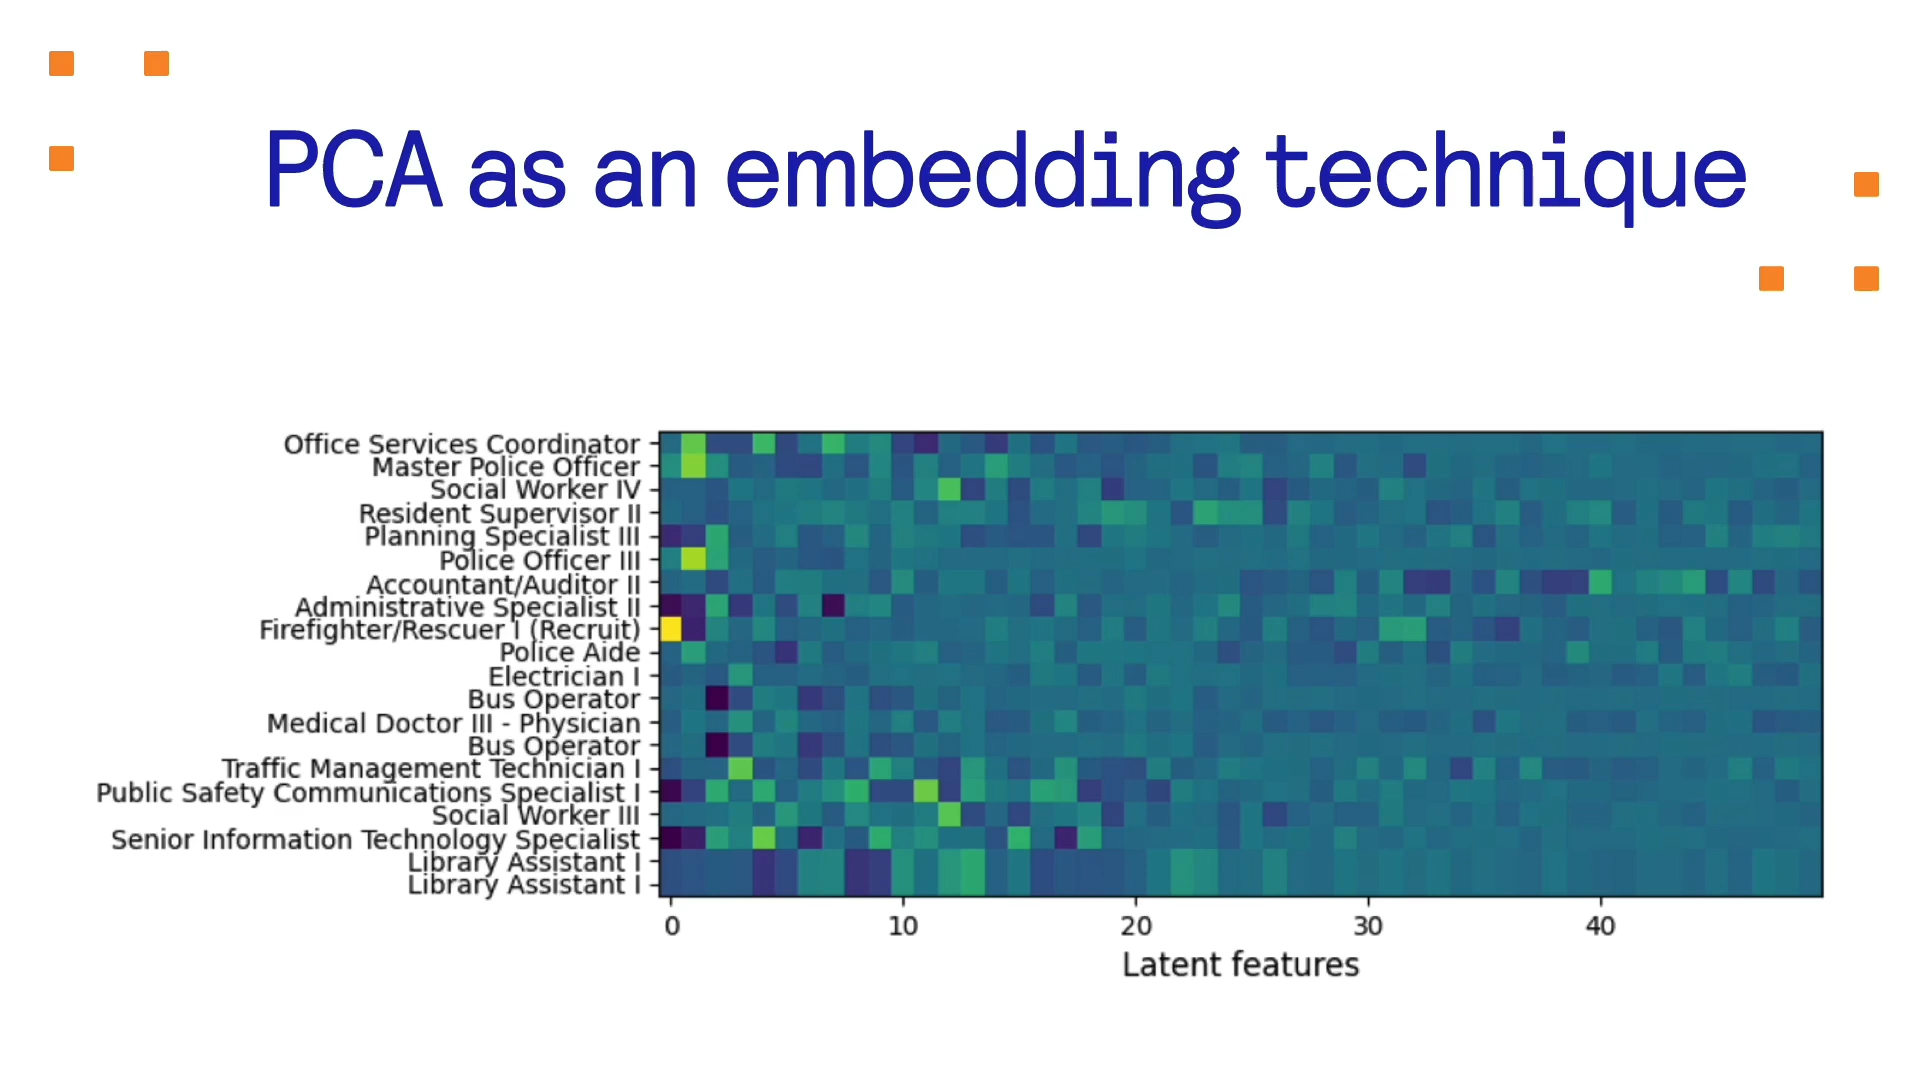 PCA as an embedding technique
Office Services Coordinator
Master Police Officer
Social Worker IV
Resident Supervisor II
Planning Specialist III
Police Officer III
Accountant/Auditor II
Administrative Specialist II
Firefighter/Rescuer I (Recruit)
Police Aide
Electrician I
Bus Operator
Medical Doctor III - Physician
Bus Operator
Traffic Management Technician I
Public Safety Communications Specialist I
Social Worker III
Senior Information Technology Specialist
Library Assistant I
Library Assistant I
0 10 20 30 40
Latent features